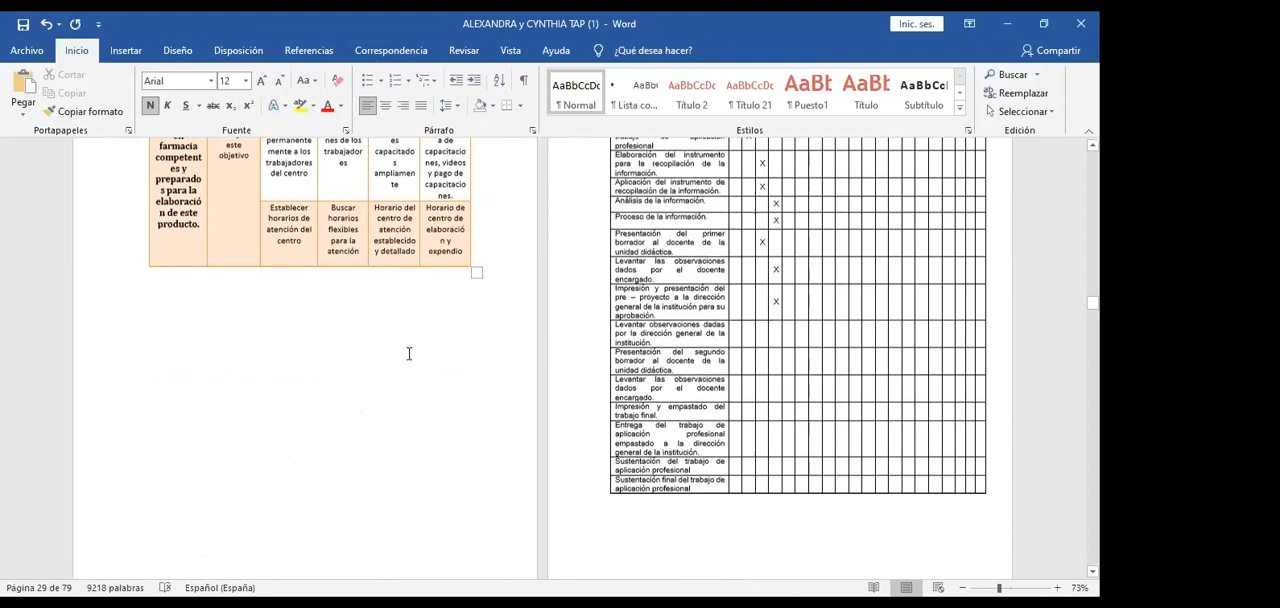 ALEXANDRA y CYNTHIA TAP (1) - Word
Inic. ses.
Archivo Inicio Insertar Diseño Disposición Referencias Correspondencia Revisar Vista Ayuda ¿Qué desea hacer? Compartir
Pegar
Cortar
Copiar
Copiar formato
Arial 12 Aa
N K S abc x₂ x² A A
AaBbCcDc AaBbC AaBbCcDc AaBbCcDc AaBb AaBb AaBbCcI
¶ Normal ¶ Lista co... Título 2 ¶ Título 21 ¶ Puesto1 Título Subtítulo
Buscar
Reemplazar
Seleccionar
Portapapeles Fuente Párrafo Estilos Edición
farmacia
competent
es y
preparado
s para la
elaboració
n de este
producto.
este
objetivo
permanente
mente a los
trabajadores
del centro
nes de los
trabajador
es
es
capacitado
s
ampliamen
te
a de
capacitacio
nes, videos
y pago de
capacitacio
nes.
Establecer
horarios de
atención del
centro
Buscar
horarios
flexibles
para la
atención
Horario del
centro de
atención
establecido
y detallado
Horario de
centro de
elaboració
n y
expendio
profesional
Elaboración del instrumento
para la recopilación de la
información.
X
Aplicación del instrumento de
recopilación de la información.
X
Análisis de la información.
X
Proceso de la información.
X
Presentación del primer
borrador al docente de la
unidad didáctica.
X
Levantar las observaciones
dados por el docente
encargado.
X
Impresión y presentación del
pre – proyecto a la dirección
general de la institución para su
aprobación.
X
Levantar observaciones dadas
por la dirección general de la
institución.
Presentación del segundo
borrador al docente de la
unidad didáctica.
Levantar las observaciones
dados por el docente
encargado.
Impresión y empastado del
trabajo final.
Entrega del trabajo de
aplicación profesional
empastado a la dirección
general de la institución.
Sustentación del trabajo de
aplicación profesional
Sustentación final del trabajo de
aplicación profesional
Página 29 de 79 9218 palabras Español (España) 73%